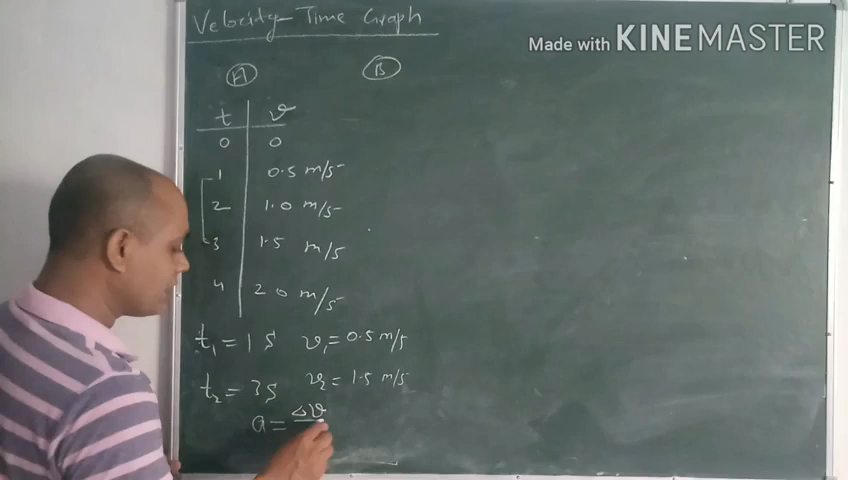 Velocity-Time Graph
Made with KINEMASTER
A B
t v
0 0
1 0.5 m/s
2 1.0 m/s
3 1.5 m/s
4 2.0 m/s
t₁ = 1 s v₁ = 0.5 m/s
t₂ = 3s v₂ = 1.5 m/s
a = Δv